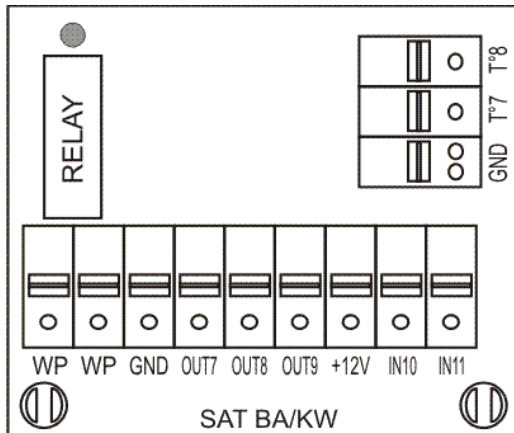 RELAY
T°8
T°7
GND
WP WP GND OUT7 OUT8 OUT9 +12V IN10 IN11
SAT BA/KW